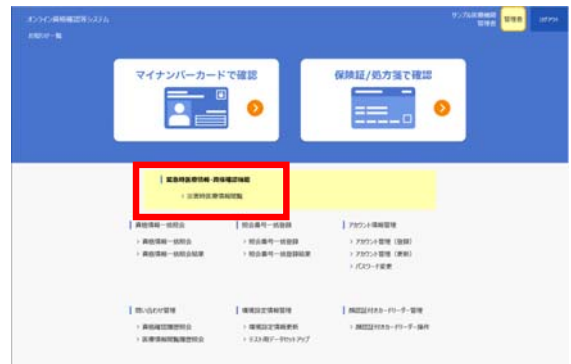 オンライン資格確認等システム
サンプル医療機関
管理者
管理者
ログアウト
お知らせ一覧
マイナンバーカードで確認
保険証/処方箋で確認
緊急時医療情報・資格確認機能
災害時医療情報閲覧
資格情報一括照会
照会番号一括登録
アカウント情報管理
資格情報一括照会
照会番号一括登録
アカウント管理（登録）
資格情報一括照会結果
照会番号一括登録結果
アカウント管理（更新）
パスワード変更
問い合わせ管理
環境設定情報管理
顔認証付きカードリーダー管理
資格確認履歴照会
環境設定情報更新
顔認証付きカードリーダー操作
医療情報閲覧履歴照会
テスト用データセットアップ